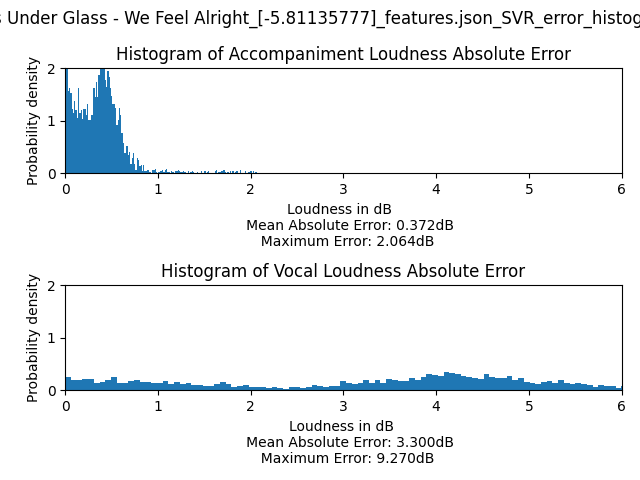 Under Glass - We Feel Alright_[-5.81135777]_features.json_SVR_error_histog
Histogram of Accompaniment Loudness Absolute Error
Probability density
2
1
0
0 1 2 3 4 5 6
Loudness in dB
Mean Absolute Error: 0.372dB
Maximum Error: 2.064dB
Histogram of Vocal Loudness Absolute Error
Probability density
2
1
0
0 1 2 3 4 5 6
Loudness in dB
Mean Absolute Error: 3.300dB
Maximum Error: 9.270dB